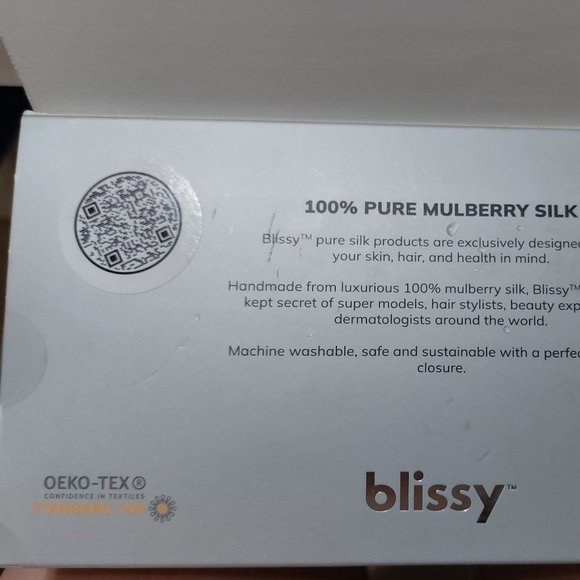 100% PURE MULBERRY SILK
Blissy™ pure silk products are exclusively designed
your skin, hair, and health in mind.
Handmade from luxurious 100% mulberry silk, Blissy™
kept secret of super models, hair stylists, beauty exp
dermatologists around the world.
Machine washable, safe and sustainable with a perfe
closure.
OEKO-TEX®
CONFIDENCE IN TEXTILES
STANDARD 100
blissy™